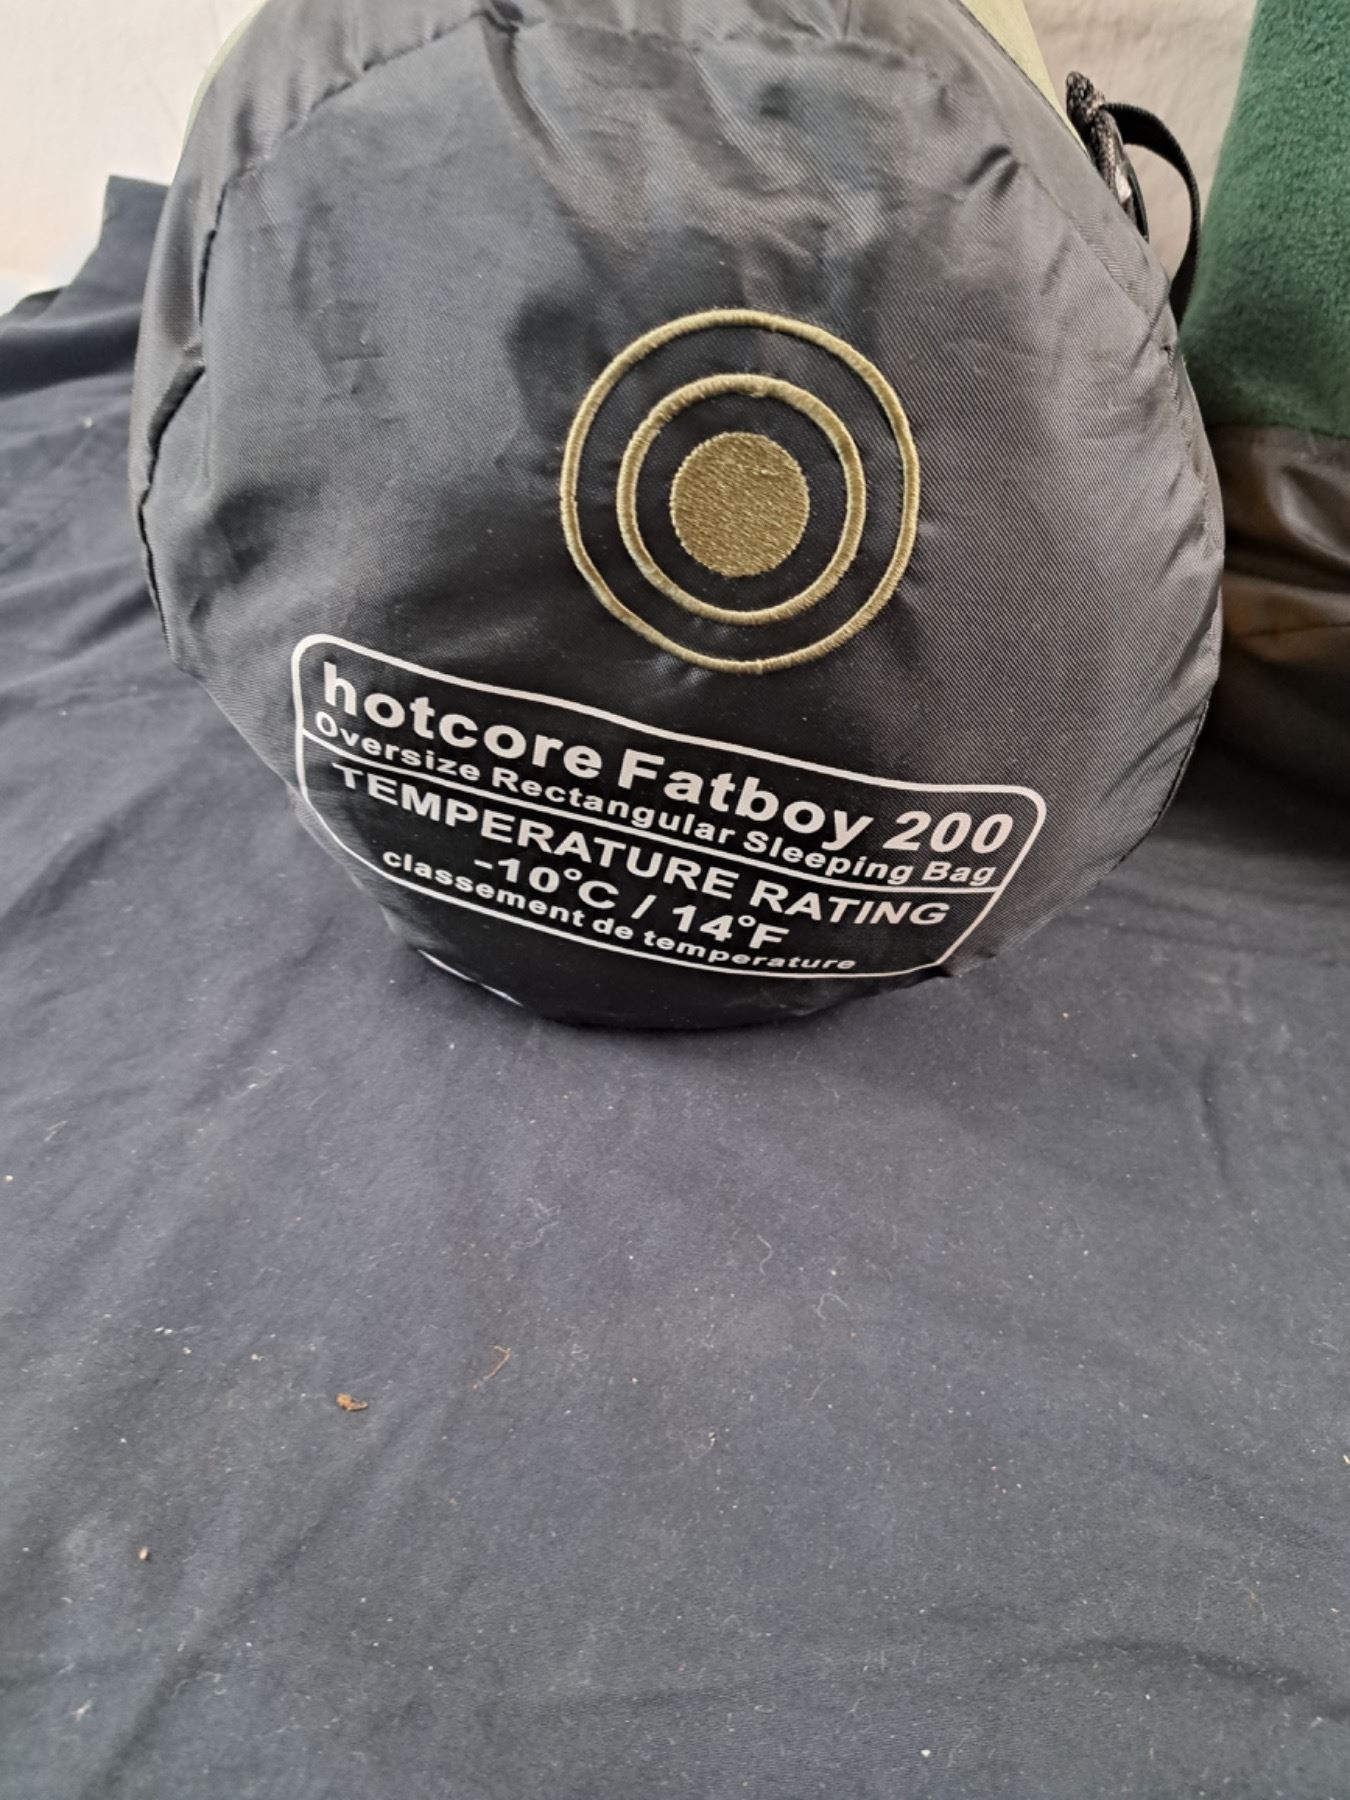 hotcore Fatboy 200
Oversize Rectangular Sleeping Bag
TEMPERATURE RATING
-10°C / 14°F
classement de temperature